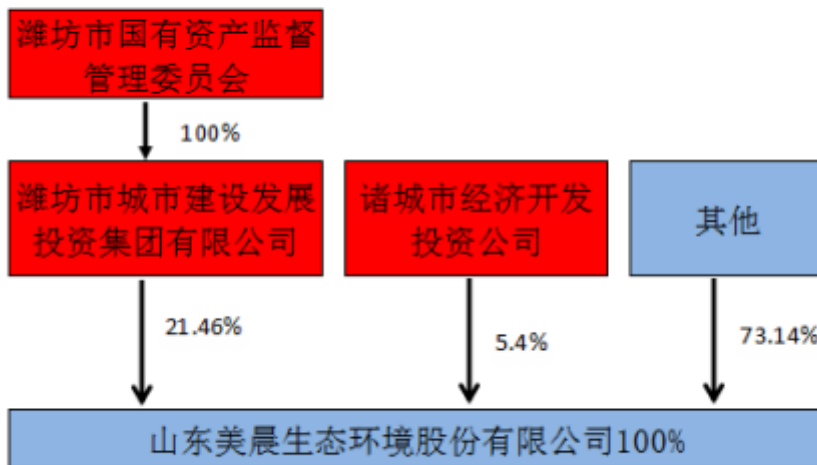 潍坊市国有资产监督
管理委员会
100%
潍坊市城市建设发展
投资集团有限公司
诸城市经济开发
投资公司
其他
21.46%
5.4%
73.14%
山东美晨生态环境股份有限公司100%